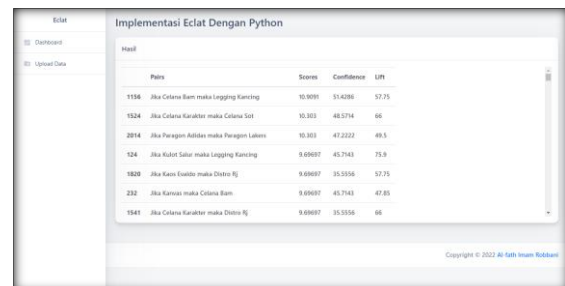 Eclat
Implementasi Eclat Dengan Python
Dashboard
Upload Data
Hasil
Pairs Scores Confidence Lift
1156 Jika Celana Bam maka Legging Kancing 10.9091 51.4286 57.75
1524 Jika Celana Karakter maka Celana Sot 10.303 48.5714 66
2014 Jika Paragon Adidas maka Paragon Lakers 10.303 47.2222 49.5
124 Jika Kulot Salur maka Legging Kancing 9.69697 45.7143 75.9
1820 Jika Kaos Evaldo maka Distro Rj 9.69697 35.5556 57.75
232 Jika Kanvas maka Celana Bam 9.69697 45.7143 47.85
1541 Jika Celana Karakter maka Distro Rj 9.69697 35.5556 66
Copyright © 2022 Al-fath Imam Robbani